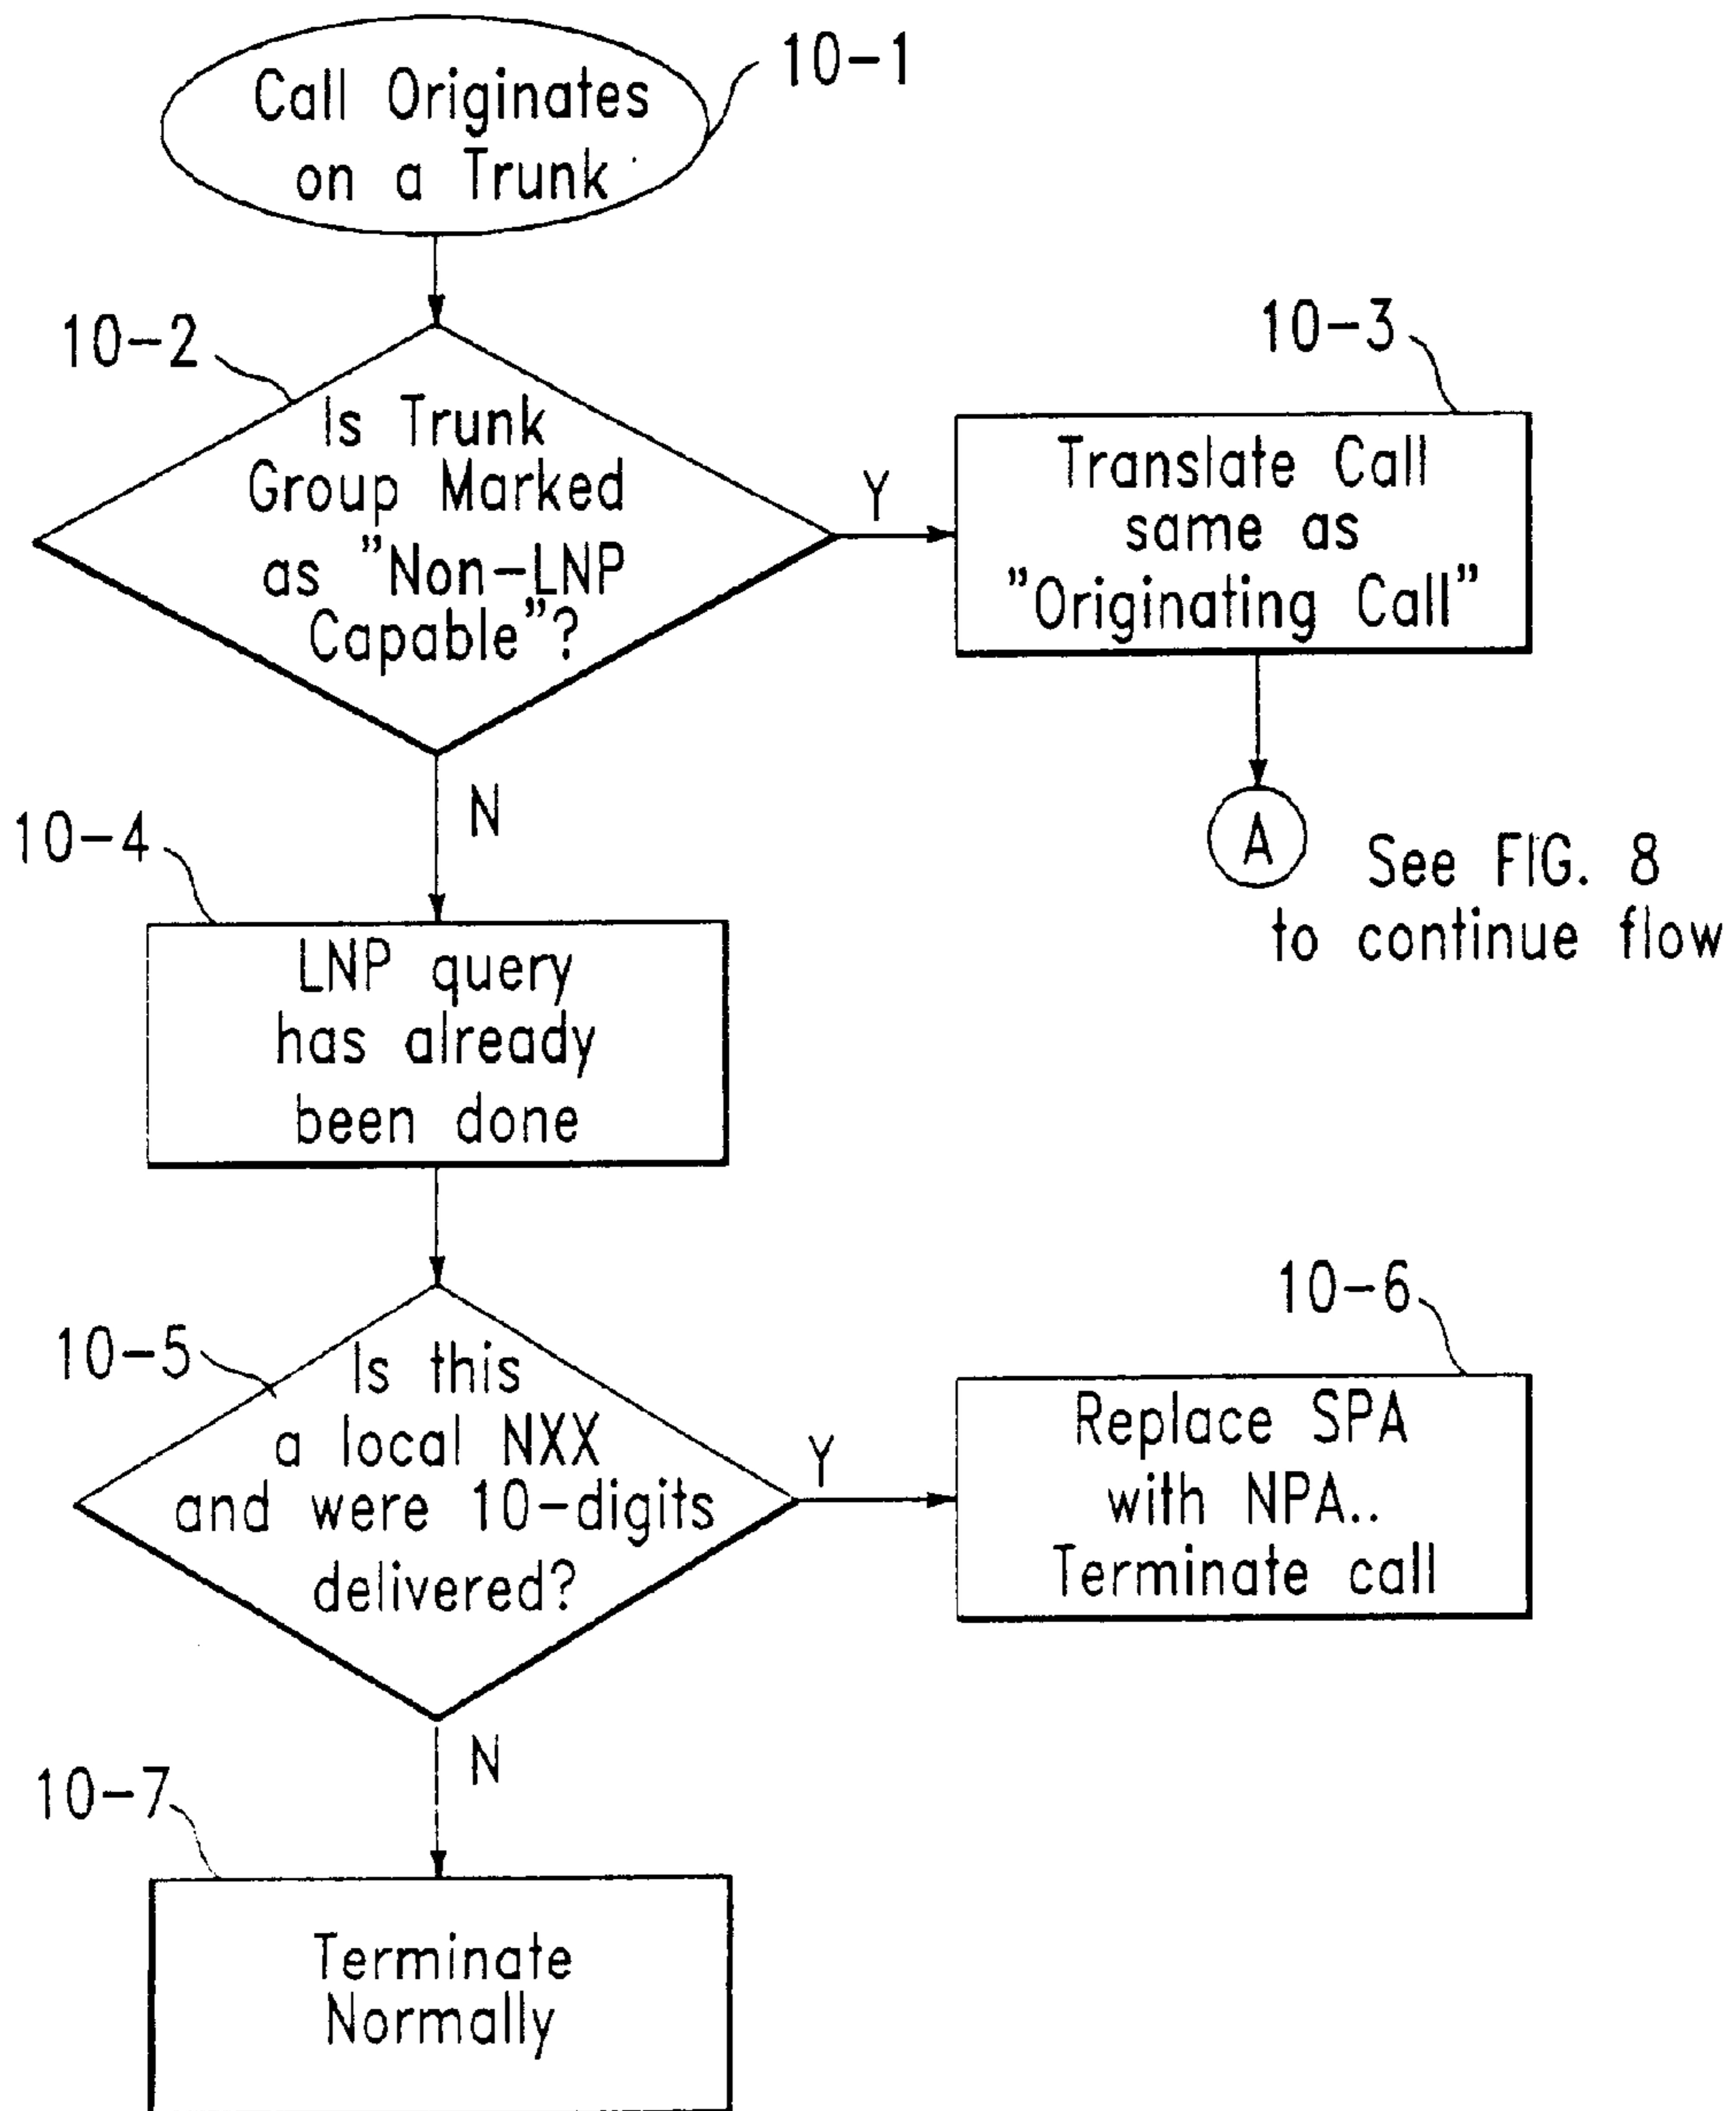 10-1
Call Originates
on a Trunk
10-2
Is Trunk
Group Marked
as "Non-LNP
Capable"?
Y
10-3
Translate Call
same as
"Originating Call"
A
See FIG. 8
to continue flow
N
10-4
LNP query
has already
been done
10-5
Is this
a local NXX
and were 10-digits
delivered?
Y
10-6
Replace SPA
with NPA..
Terminate call
N
10-7
Terminate
Normally